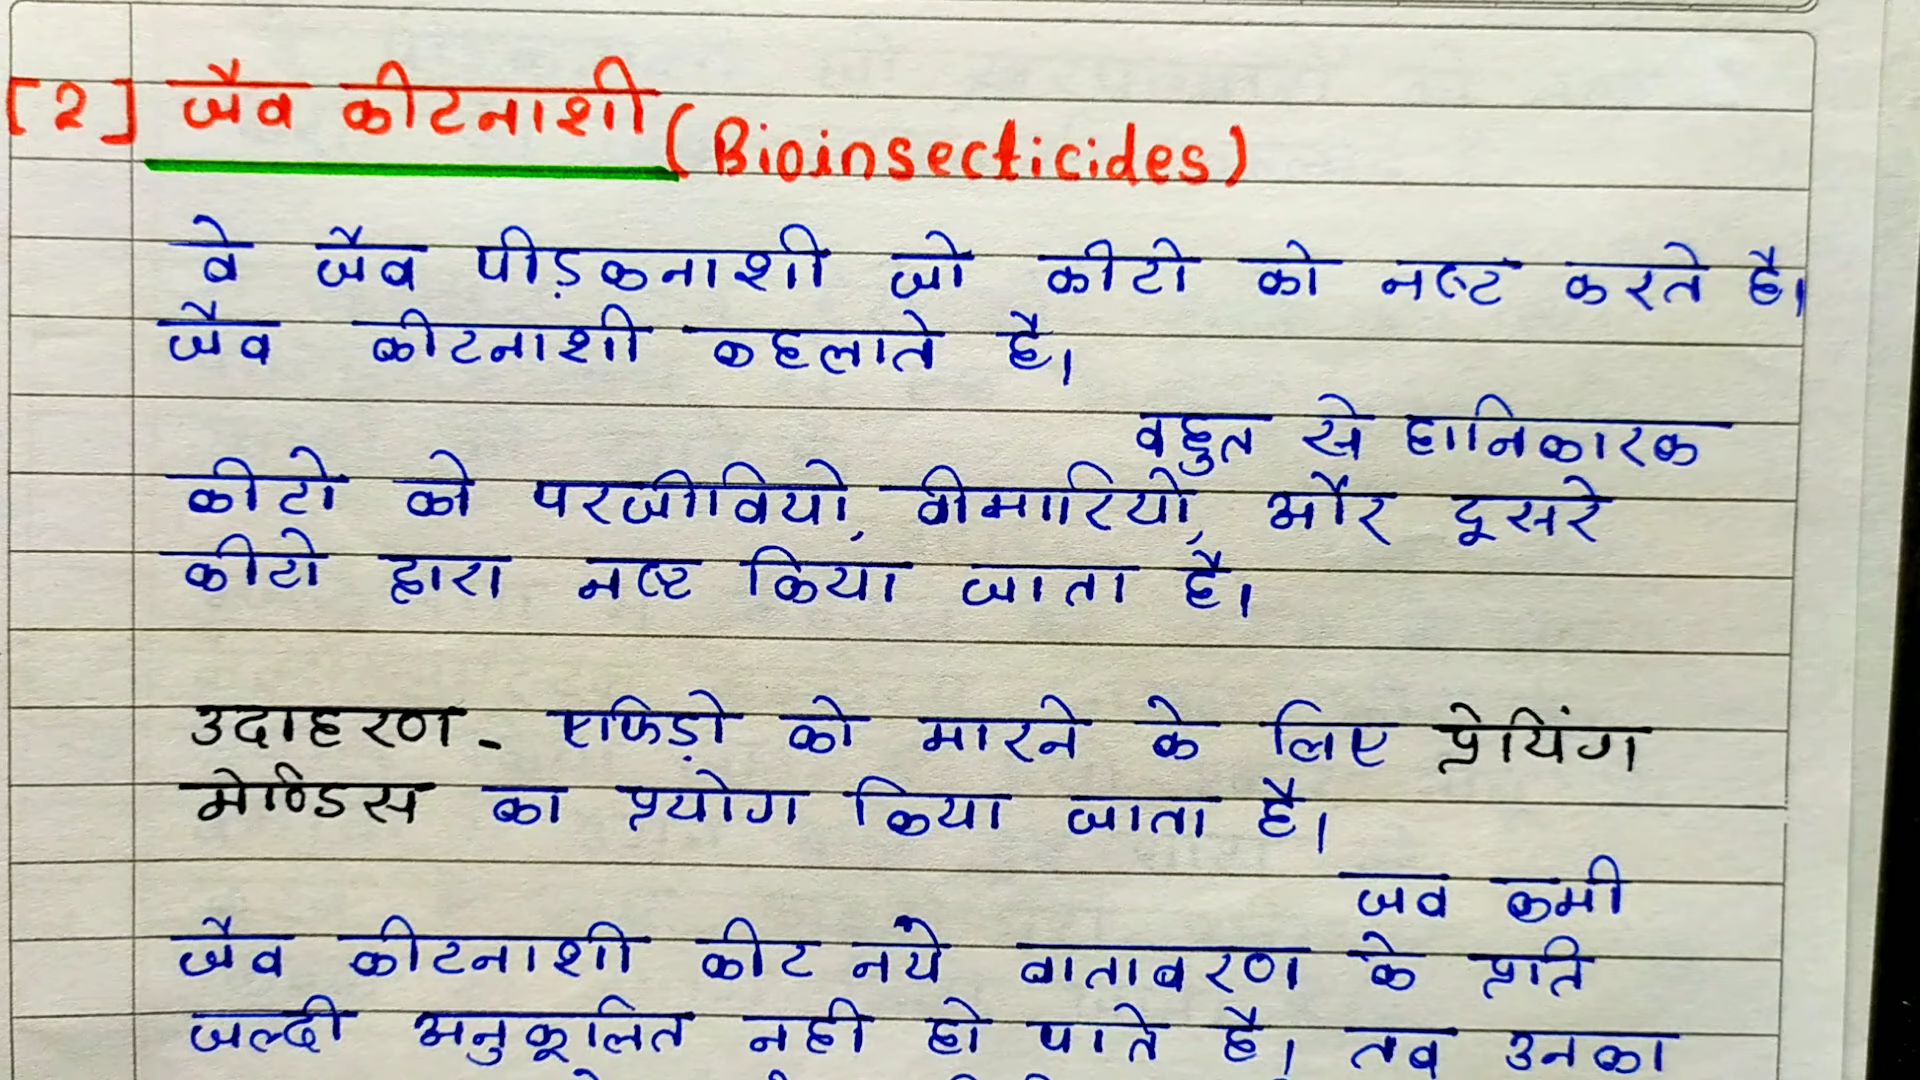 [2] जैव कीटनाशी (Bioinsecticides)
वे जैव पीड़कनाशी जो कीटो को नष्ट करते है।
जैव कीटनाशी कहलाते है।
बहुत से हानिकारक
कीटो को परजीवियो, बीमारियो, और दूसरे
कीटो द्वारा नष्ट किया जाता है।
उदाहरण - एफिड़ो को मारने के लिए प्रेयिंग
मेण्डिस का प्रयोग किया जाता है।
जब कभी
जैव कीटनाशी कीट नये वातावरण के प्रति
जल्दी अनुकूलित नही हो पाते है। तब उनका